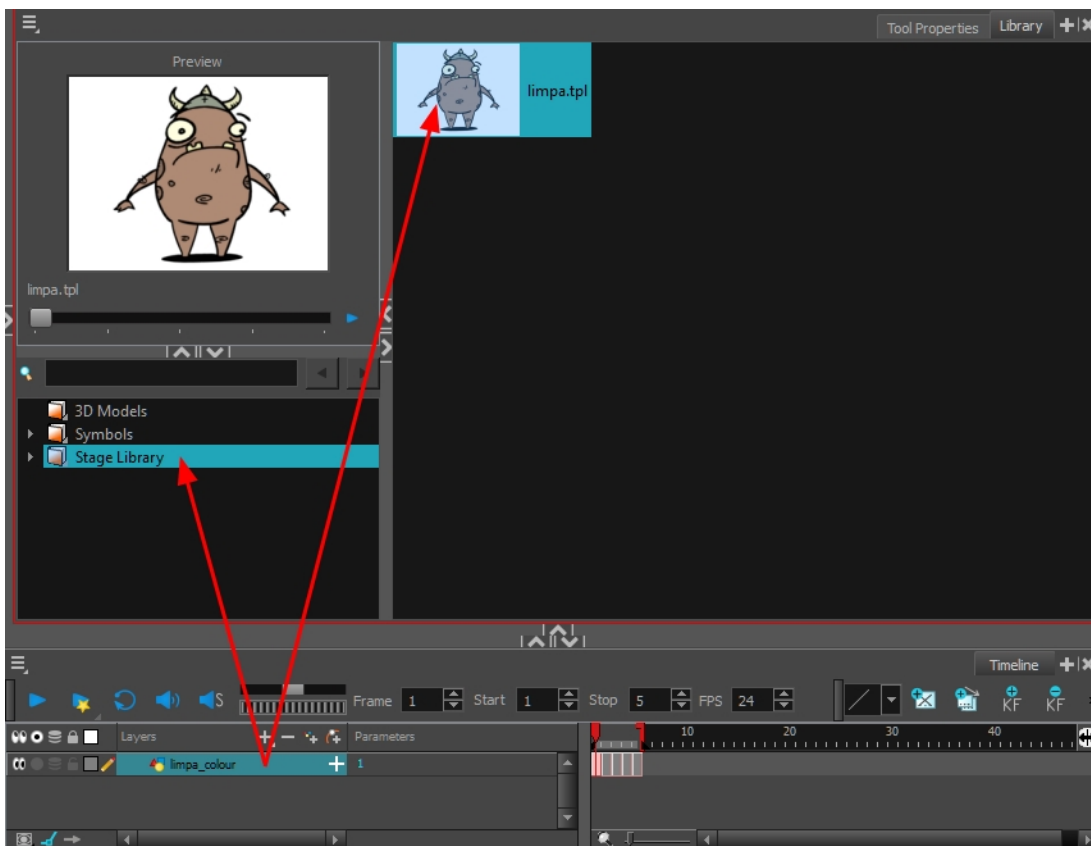 Tool Properties Library
Preview
limpa.tpl
limpa.tpl
3D Models
Symbols
Stage Library
Timeline
S Frame 1 Start 1 Stop 5 FPS 24 KF KF
Layers Parameters 10 20 30 40
limpa_colour 1